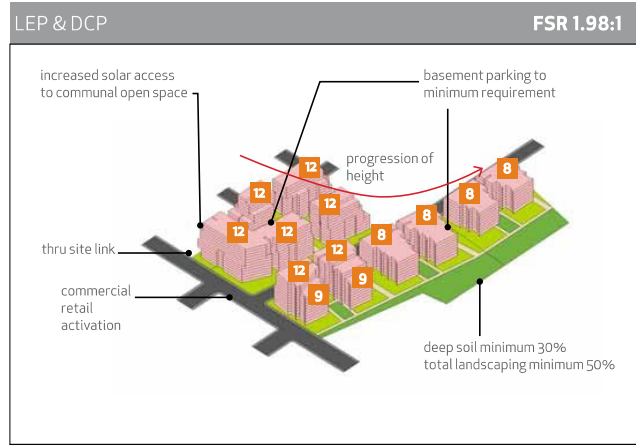 LEP & DCP
FSR 1.98:1
increased solar access
to communal open space
basement parking to
minimum requirement
progression of
height
12
12
12
12
12
12
12
9
9
8
8
8
8
thru site link
commercial
retail
activation
deep soil minimum 30%
total landscaping minimum 50%